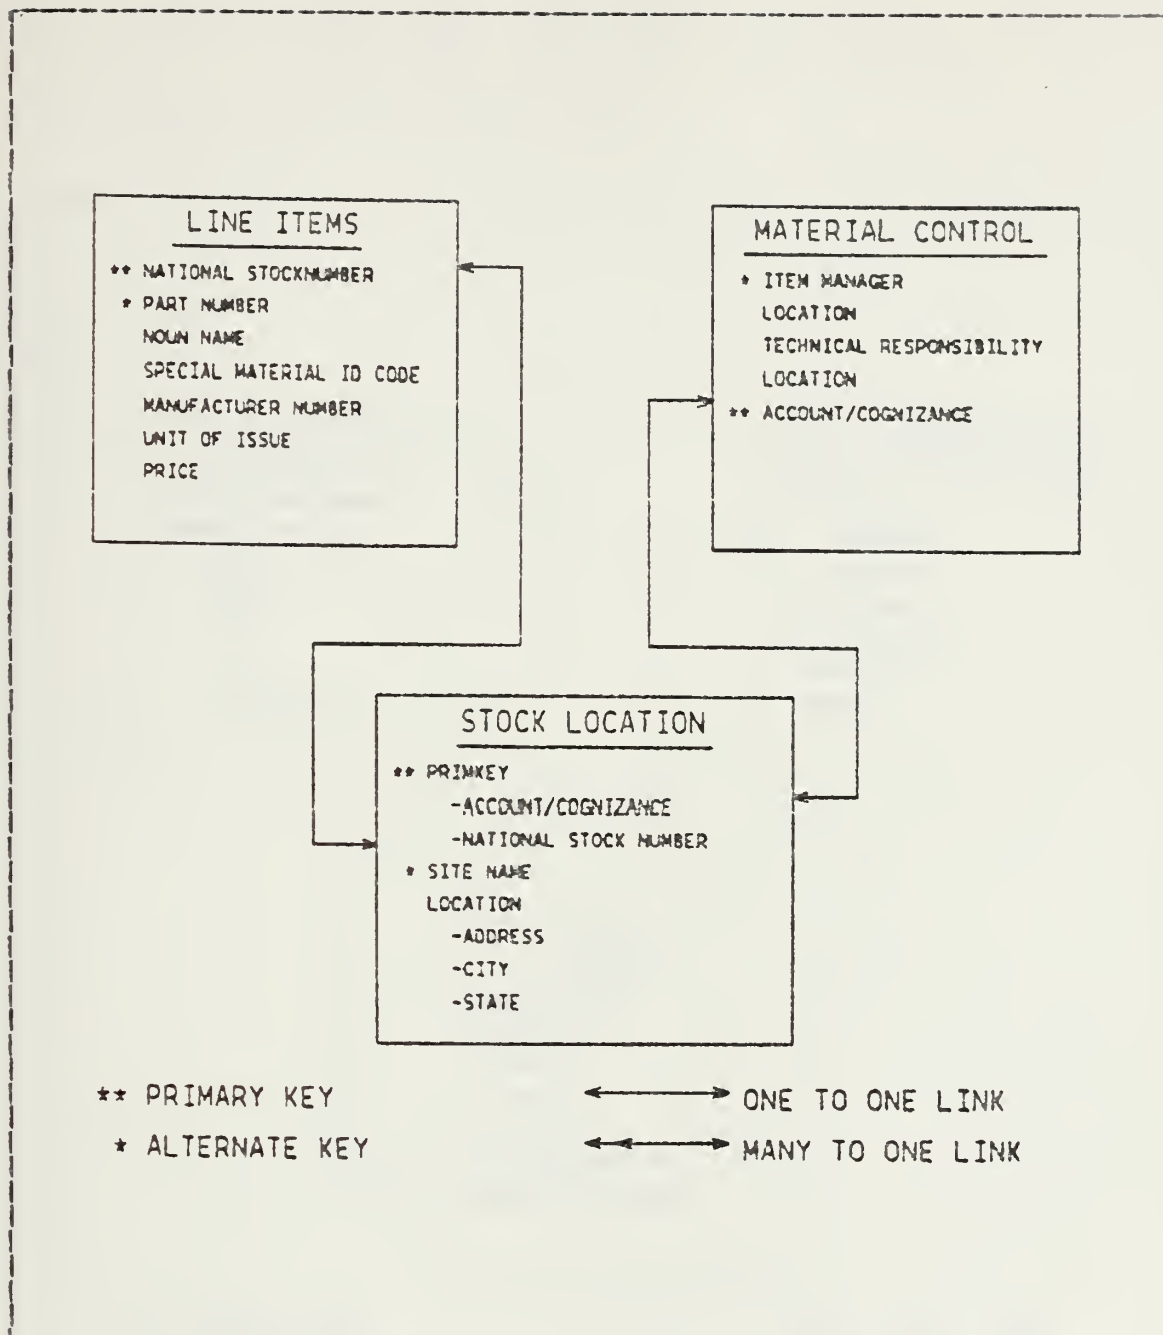 LINE ITEMS
** NATIONAL STOCKNUMBER
* PART NUMBER
NOUN NAME
SPECIAL MATERIAL ID CODE
MANUFACTURER NUMBER
UNIT OF ISSUE
PRICE
MATERIAL CONTROL
* ITEM MANAGER
LOCATION
TECHNICAL RESPONSIBILITY
LOCATION
** ACCOUNT/COGNIZANCE
STOCK LOCATION
** PRIMKEY
-ACCOUNT/COGNIZANCE
-NATIONAL STOCK NUMBER
* SITE NAME
LOCATION
-ADDRESS
-CITY
-STATE
** PRIMARY KEY
* ALTERNATE KEY
ONE TO ONE LINK
MANY TO ONE LINK